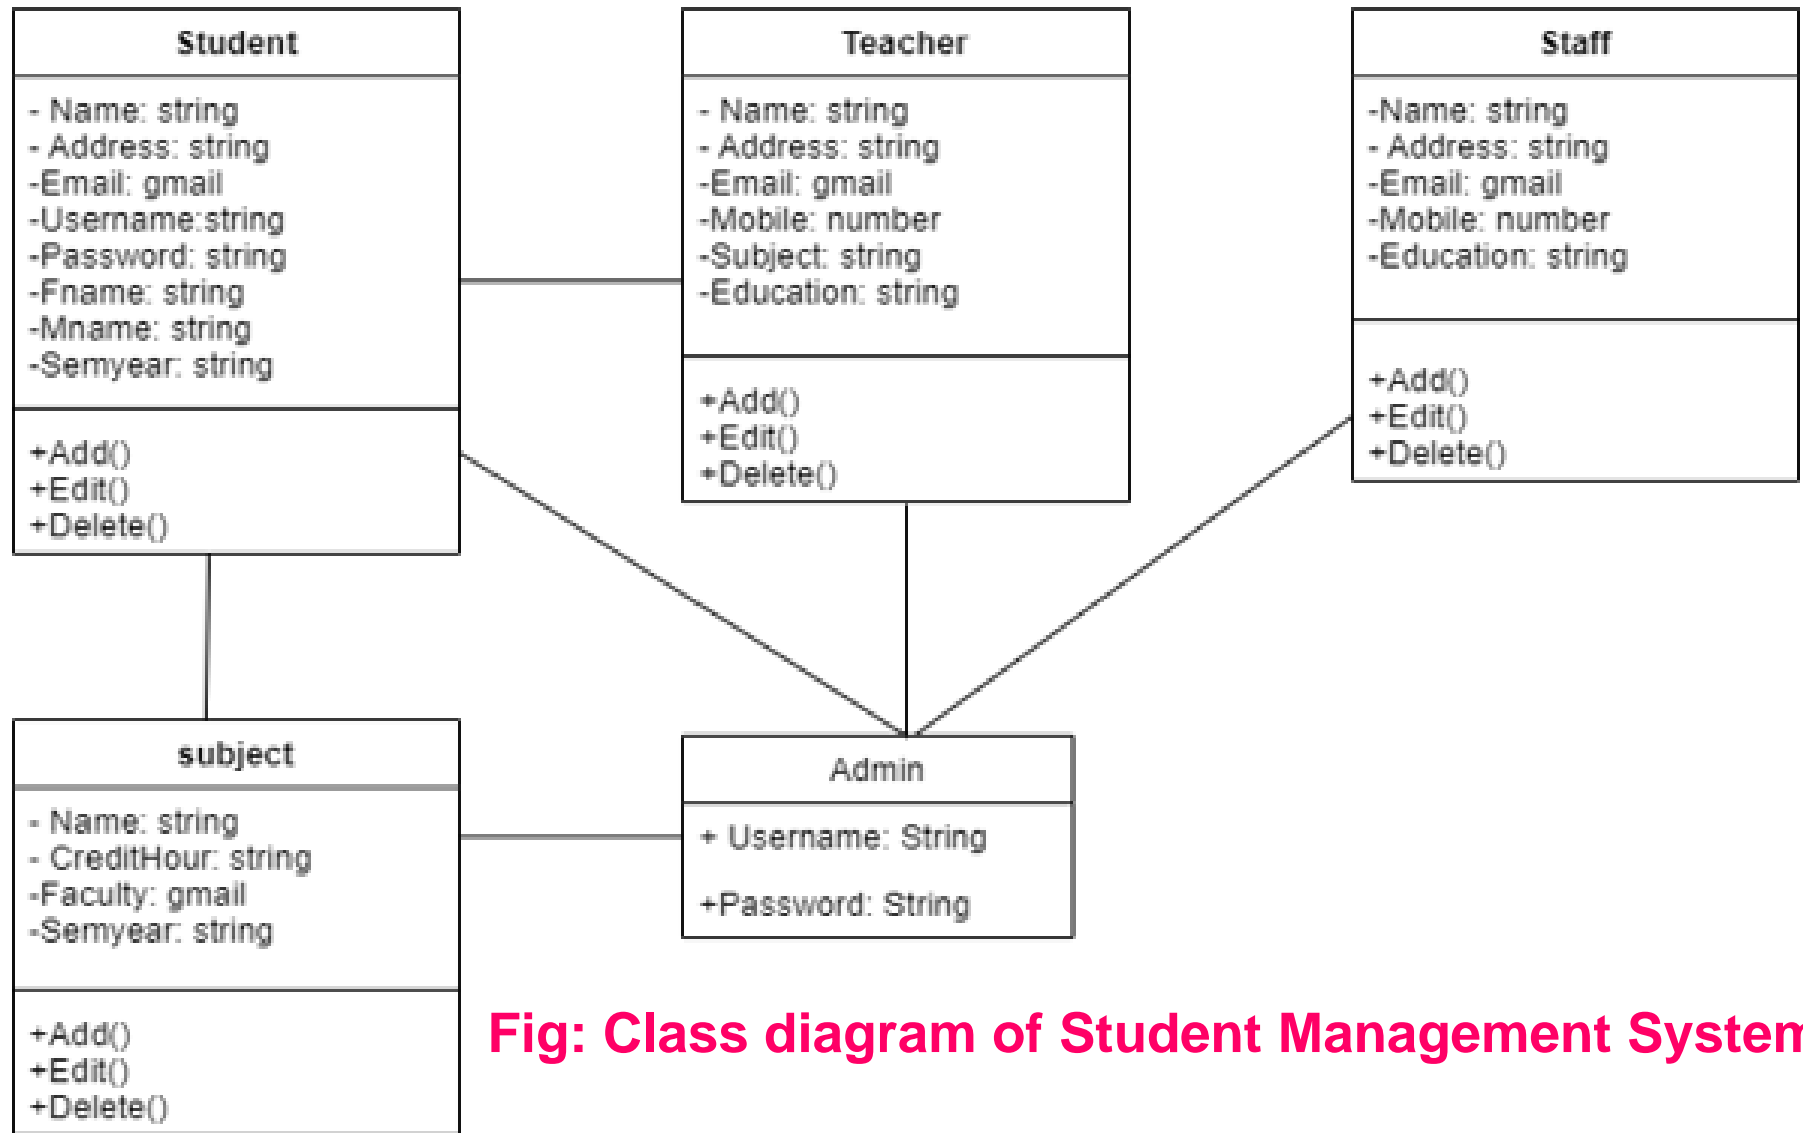 Student
- Name: string
- Address: string
-Email: gmail
-Username:string
-Password: string
-Fname: string
-Mname: string
-Semyear: string
+Add()
+Edit()
+Delete()
Teacher
- Name: string
- Address: string
-Email: gmail
-Mobile: number
-Subject: string
-Education: string
+Add()
+Edit()
+Delete()
Staff
-Name: string
- Address: string
-Email: gmail
-Mobile: number
-Education: string
+Add()
+Edit()
+Delete()
subject
- Name: string
- CreditHour: string
-Faculty: gmail
-Semyear: string
+Add()
+Edit()
+Delete()
Admin
+ Username: String
+Password: String
Fig: Class diagram of Student Management System